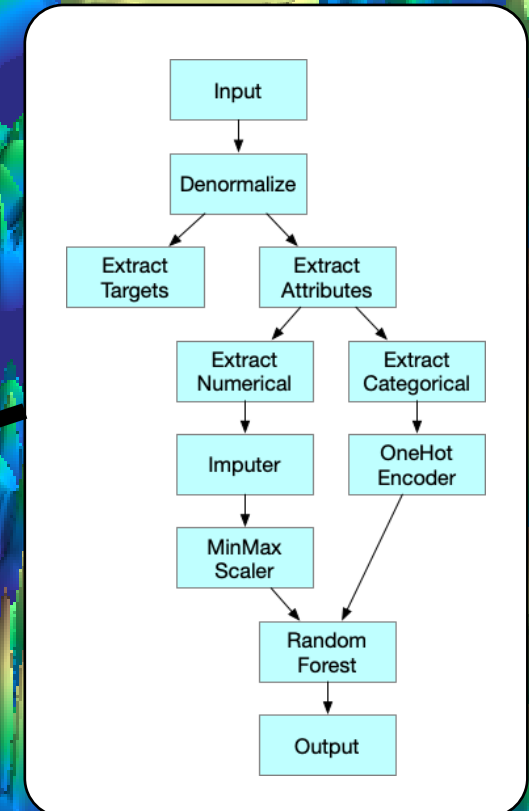 Input
Denormalize
Extract
Targets
Extract
Attributes
Extract
Numerical
Extract
Categorical
Imputer
OneHot
Encoder
MinMax
Scaler
Random
Forest
Output